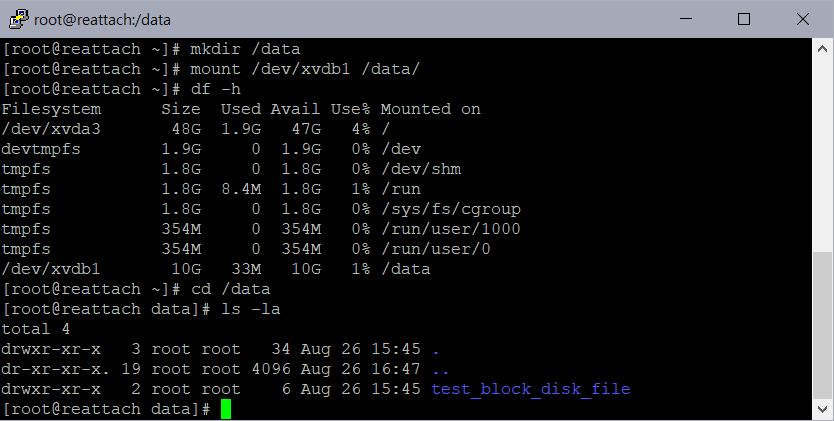 root@reattach:/data
[root@reattach ~]# mkdir /data
[root@reattach ~]# mount /dev/xvdb1 /data/
[root@reattach ~]# df -h
Filesystem      Size  Used Avail Use% Mounted on
/dev/xvda3       48G  1.9G   47G   4% /
devtmpfs        1.9G     0  1.9G   0% /dev
tmpfs           1.8G     0  1.8G   0% /dev/shm
tmpfs           1.8G  8.4M  1.8G   1% /run
tmpfs           1.8G     0  1.8G   0% /sys/fs/cgroup
tmpfs           354M     0  354M   0% /run/user/1000
tmpfs           354M     0  354M   0% /run/user/0
/dev/xvdb1       10G   33M   10G   1% /data
[root@reattach ~]# cd /data
[root@reattach data]# ls -la
total 4
drwxr-xr-x   3 root root   34 Aug 26 15:45 .
dr-xr-xr-x. 19 root root 4096 Aug 26 16:47 ..
drwxr-xr-x   2 root root    6 Aug 26 15:45 test_block_disk_file
[root@reattach data]#